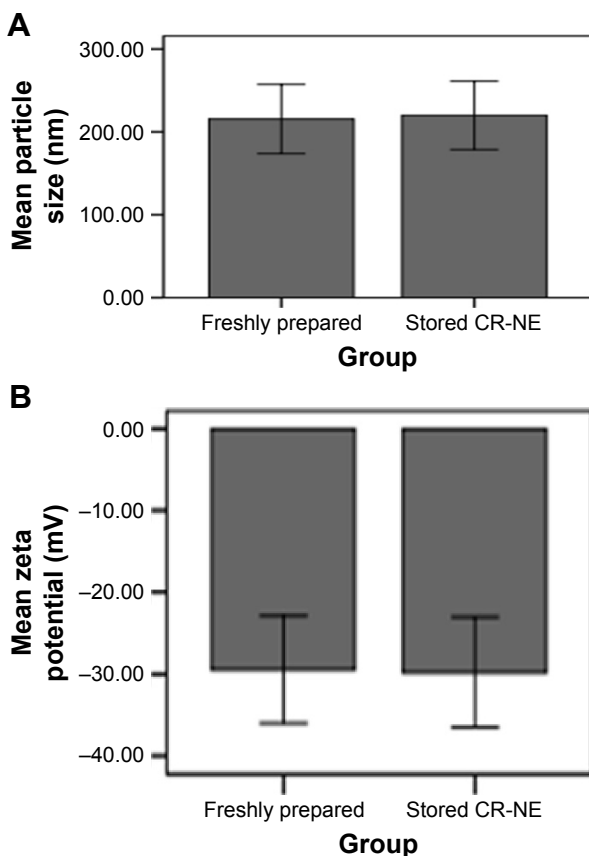 A
Mean particle
size (nm)
300.00
200.00
100.00
0.00
Freshly prepared
Stored CR-NE
Group
B
Mean zeta
potential (mV)
0.00
–10.00
–20.00
–30.00
–40.00
Freshly prepared
Stored CR-NE
Group